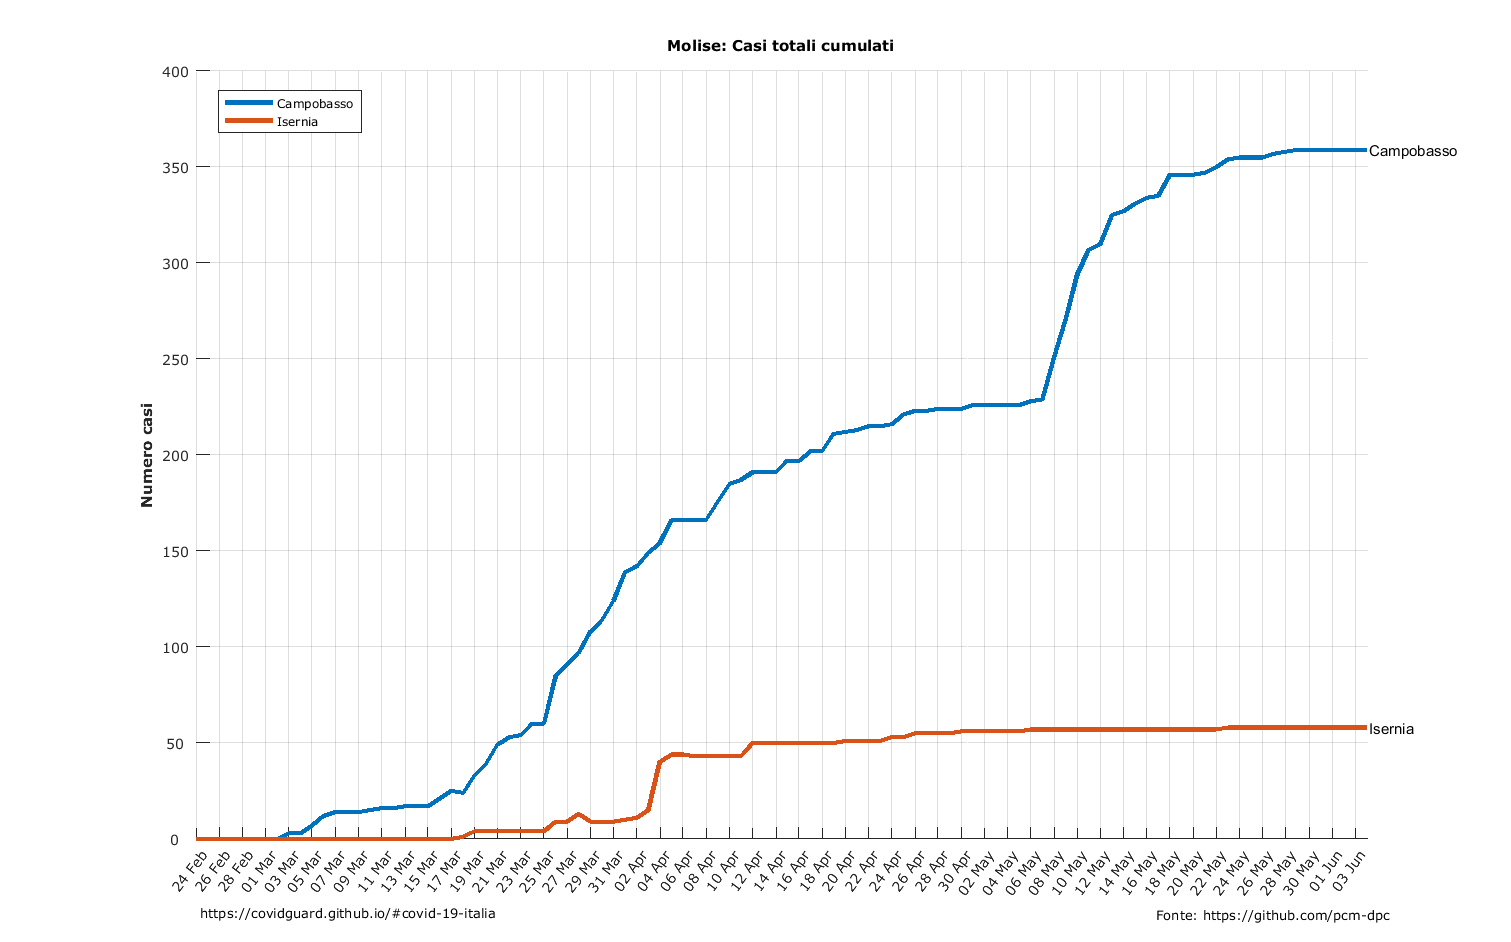 Molise: Casi totali cumulati
Campobasso
Isernia
400
350
300
250
200
150
100
50
0
Numero casi
Campobasso
Isernia
24 Feb
26 Feb
28 Feb
01 Mar
03 Mar
05 Mar
07 Mar
09 Mar
11 Mar
13 Mar
15 Mar
17 Mar
19 Mar
21 Mar
23 Mar
25 Mar
27 Mar
29 Mar
31 Mar
02 Apr
04 Apr
06 Apr
08 Apr
10 Apr
12 Apr
14 Apr
16 Apr
18 Apr
20 Apr
22 Apr
24 Apr
26 Apr
28 Apr
30 Apr
02 May
04 May
06 May
08 May
10 May
12 May
14 May
16 May
18 May
20 May
22 May
24 May
26 May
28 May
30 May
01 Jun
03 Jun
https://covidguard.github.io/#covid-19-italia
Fonte: https://github.com/pcm-dpc